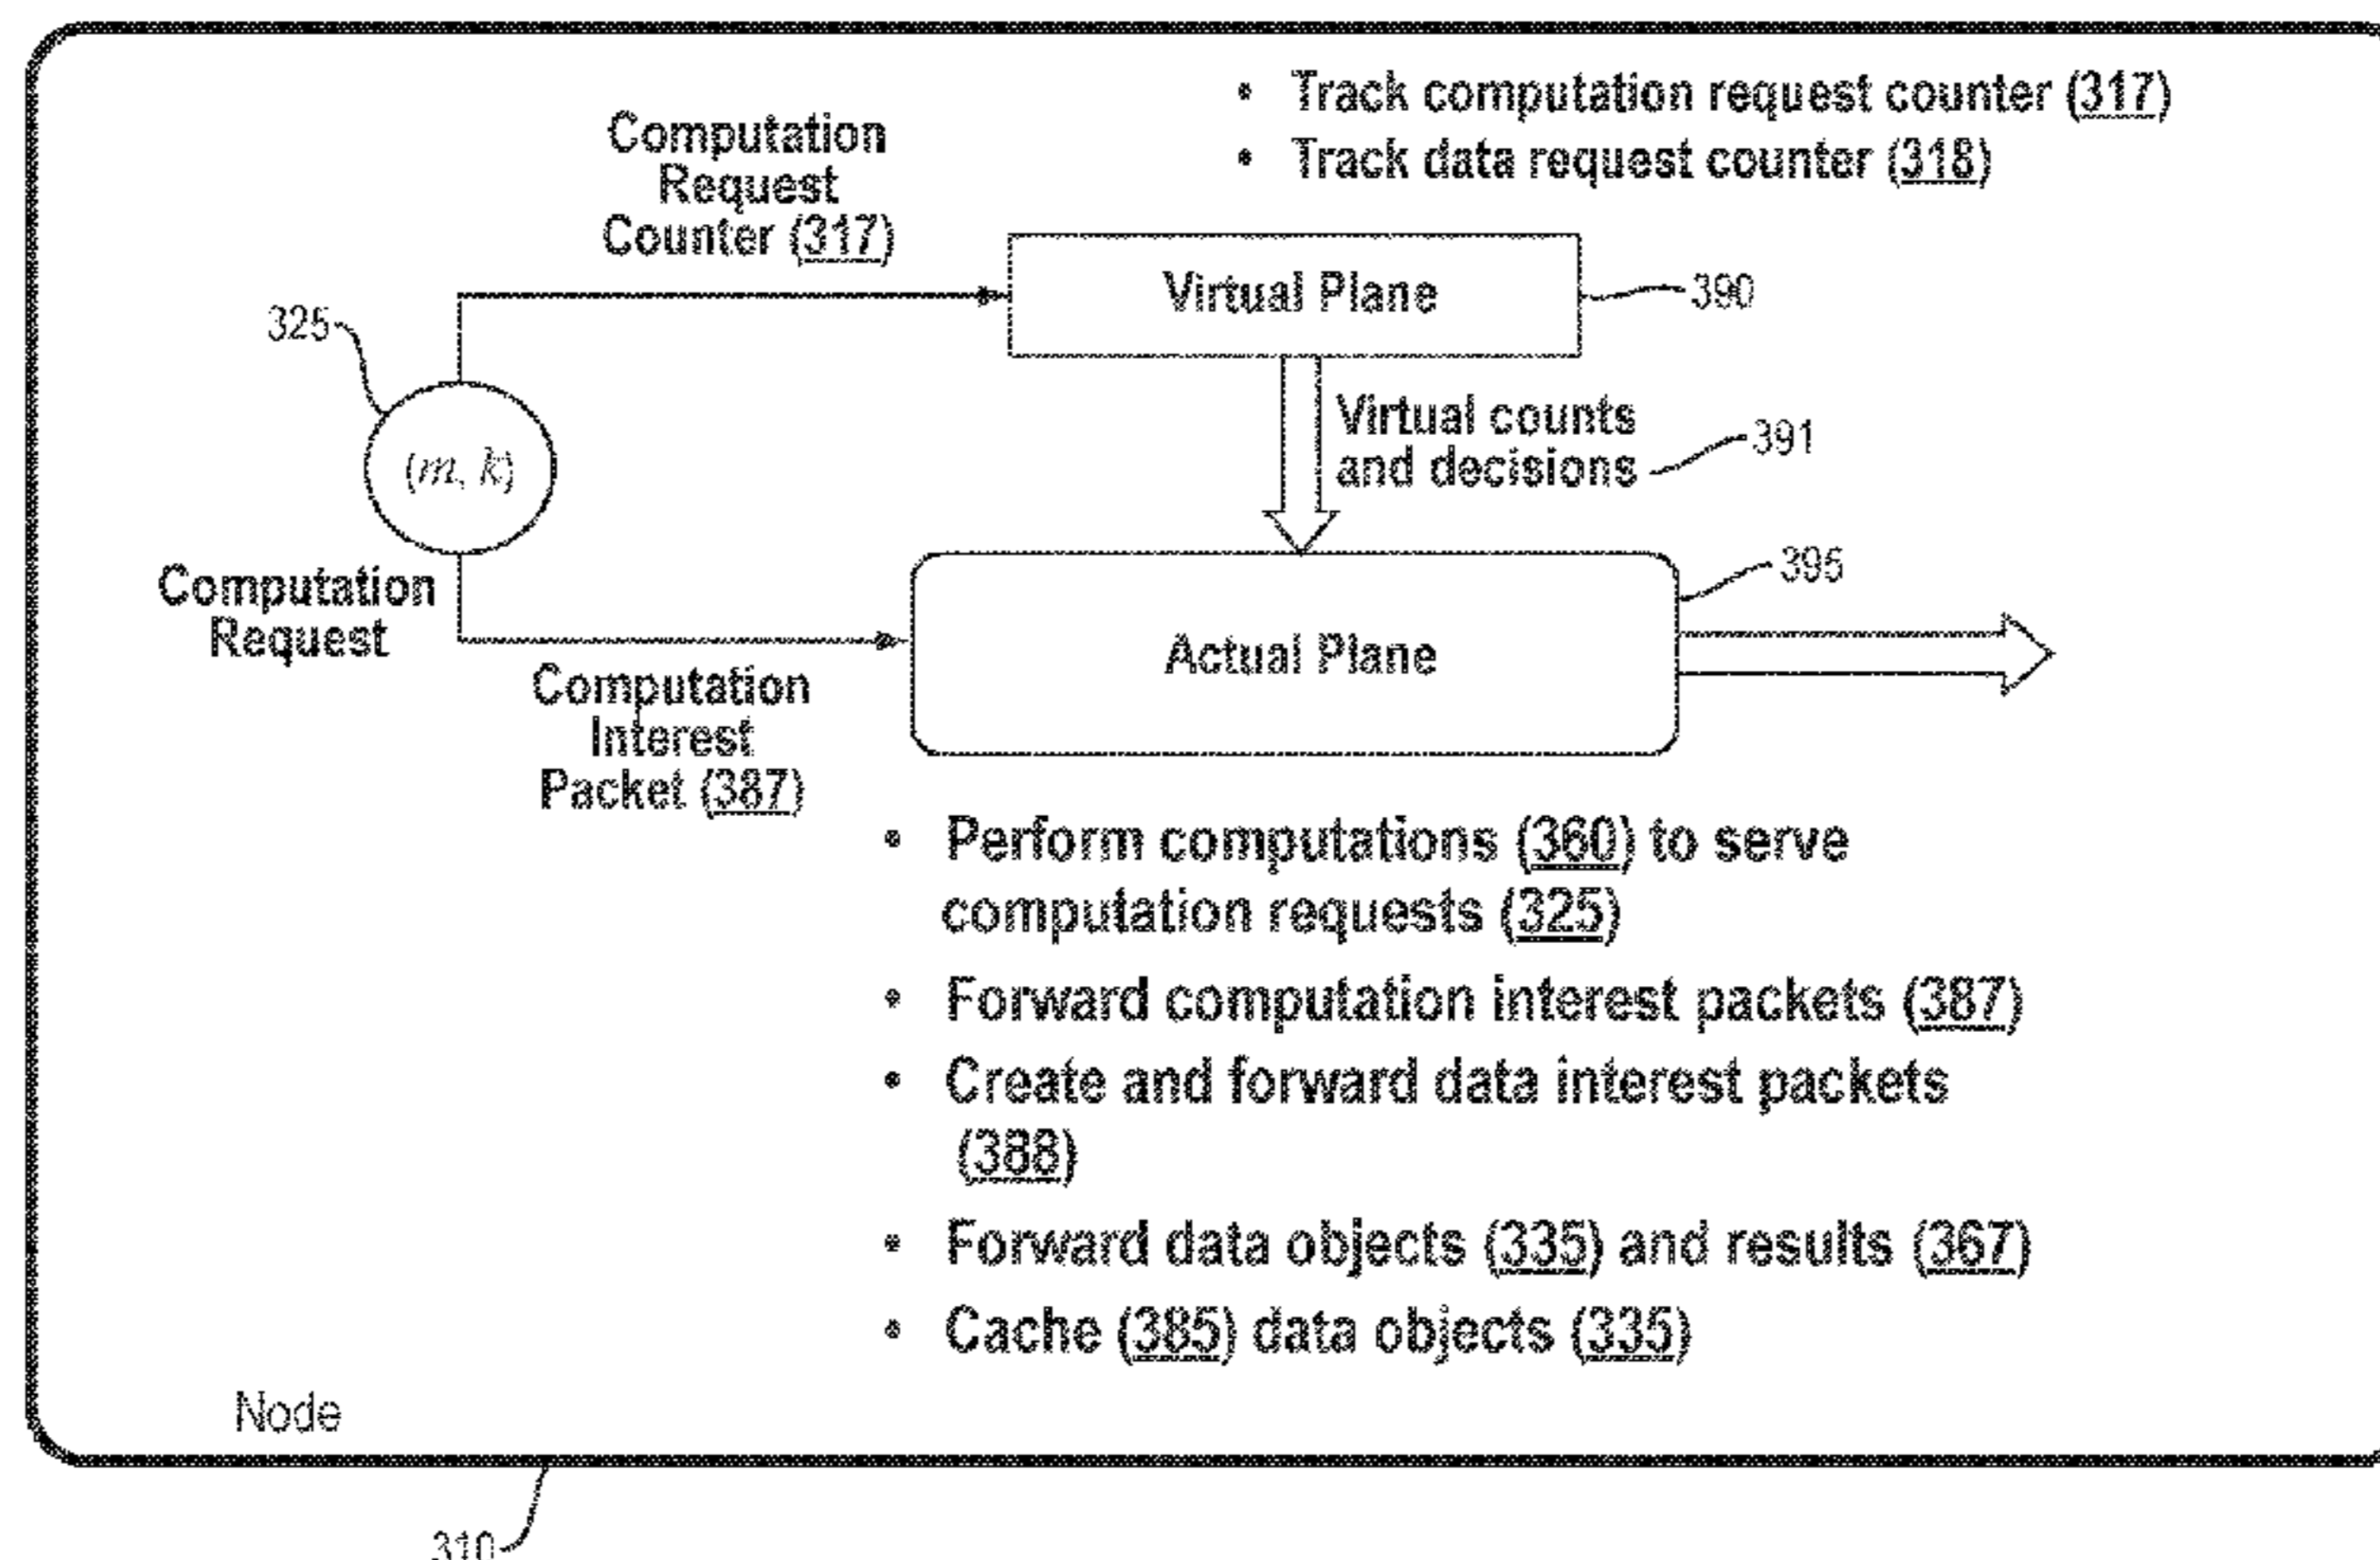 • Track computation request counter (317)
• Track data request counter (318)
Computation
Request
Counter (317)
Virtual Plane
390
325
(m, k)
Virtual counts
and decisions
391
395
Computation
Request
Actual Plane
Computation
Interest
Packet (387)
• Perform computations (360) to serve
computation requests (325)
• Forward computation interest packets (387)
• Create and forward data interest packets
(388)
• Forward data objects (335) and results (367)
• Cache (385) data objects (335)
Node
310